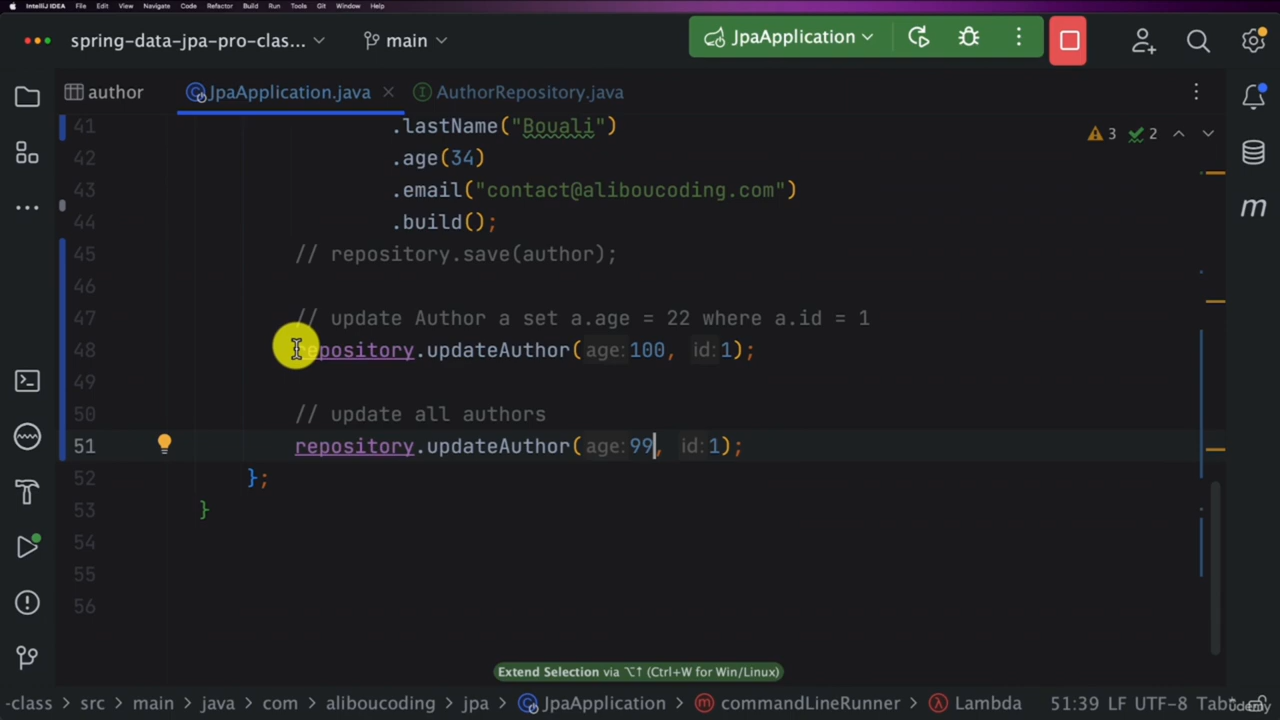 IntelliJ IDEA File Edit View Navigate Code Refactor Build Run Tools Git Window Help
spring-data-jpa-pro-clas... main JpaApplication
author JpaApplication.java AuthorRepository.java
41 .lastName("Bouali")
3 2
42 .age(34)
43 .email("contact@aliboucoding.com")
44 .build();
45 // repository.save(author);
46
47 // update Author a set a.age = 22 where a.id = 1
48 repository.updateAuthor( age: 100, id: 1);
49
50 // update all authors
51 repository.updateAuthor( age: 99, id: 1);
52 };
53 }
54
55
56
Extend Selection via ⌥↑ (Ctrl+W for Win/Linux)
-class src main java com aliboucoding jpa JpaApplication commandLineRunner Lambda 51:39 LF UTF-8
udemy